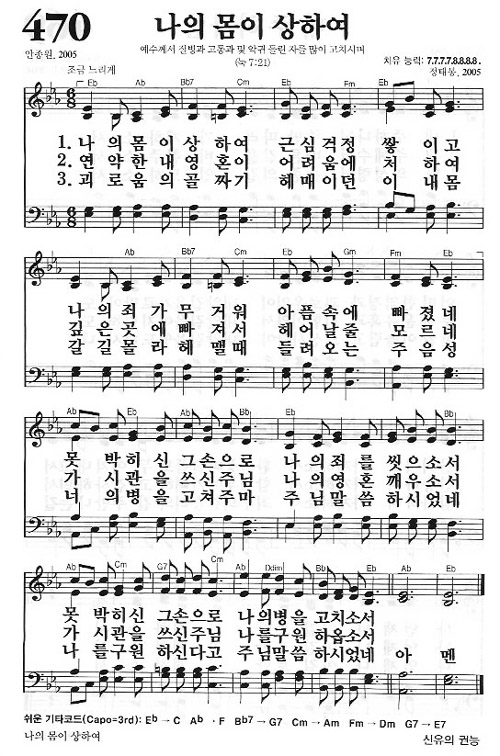 470
나의 몸이 상하여
안종원, 2005
예수께서 질병과 고통과 및 악귀 들린 자를 많이 고치시며
(눅 7:21)
치유 능력: 7.7.7.7.8.8.8.8.
정태봉, 2005
조금 느리게
Eb Ab Bb7 Cm Eb Fm Eb
1. 나의몸이상하여 근심걱정 쌓이고
2. 연약한내영혼이 어려움에 처하여
3. 괴로움의골짜기 헤매이던 이내몸
Eb Ab Bb7 Cm Eb Gm Fm Eb
나의죄가무거워 아픔속에 빠졌네
깊은곳에빠져서 헤어날줄 모르네
갈길몰라헤맬때 들려오는 주음성
Ab Eb Ab Eb Bb
못박히신그손으로 나의죄를씻으소서
가시관을쓰신주님 나의영혼깨우소서
너의병을고쳐주마 주님말씀하시었네
Ab Cm G7 Cm Ab Ddim Bb Eb Ab Eb
못박히신그손으로 나의병을고치소서
가시관을쓰신주님 나를구원하옵소서
나를구원하신다고 주님말씀하시었네 아멘
쉬운 기타코드(Capo=3rd): Eb → C Ab · F Bb7 → G7 Cm → Am Fm → Dm G7 → E7
나의 몸이 상하여
신유의 권능